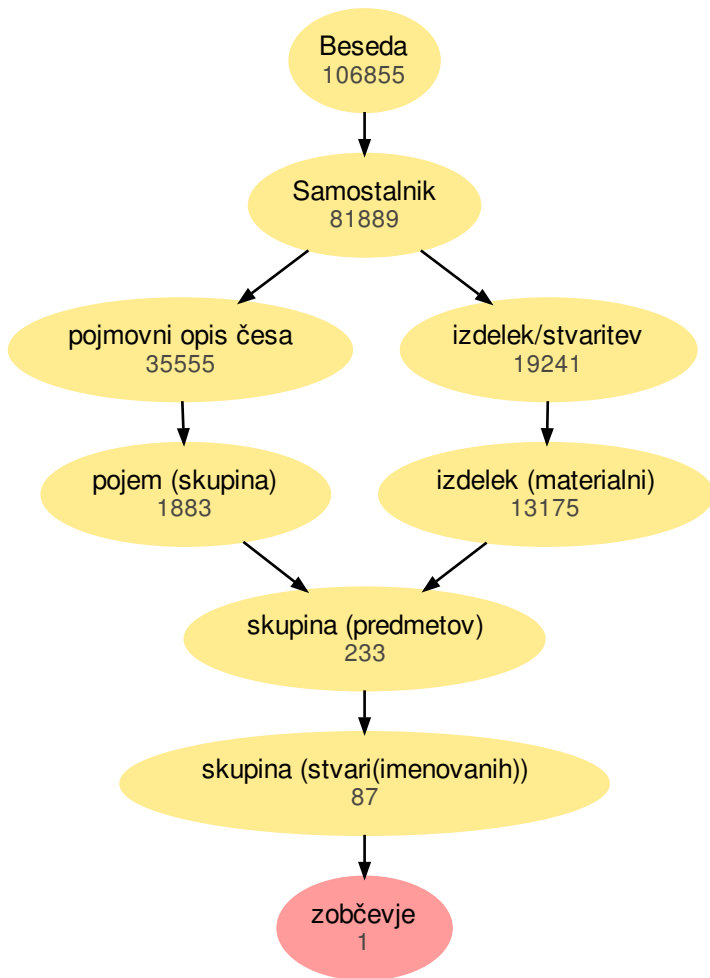 Beseda
106855
Samostalnik
81889
pojmovni opis česa
35555
izdelek/stvaritev
19241
pojem (skupina)
1883
izdelek (materialni)
13175
skupina (predmetov)
233
skupina (stvari(imenovanih))
87
zobčevje
1